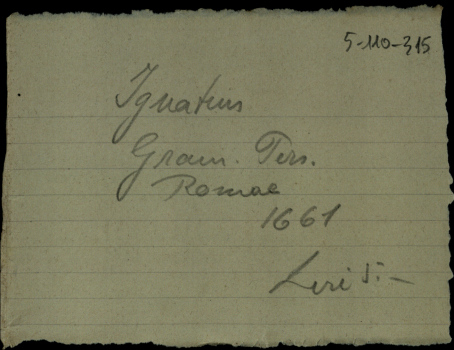 5-110-315
Ignatius
Gram. Pers.
Romae
1661